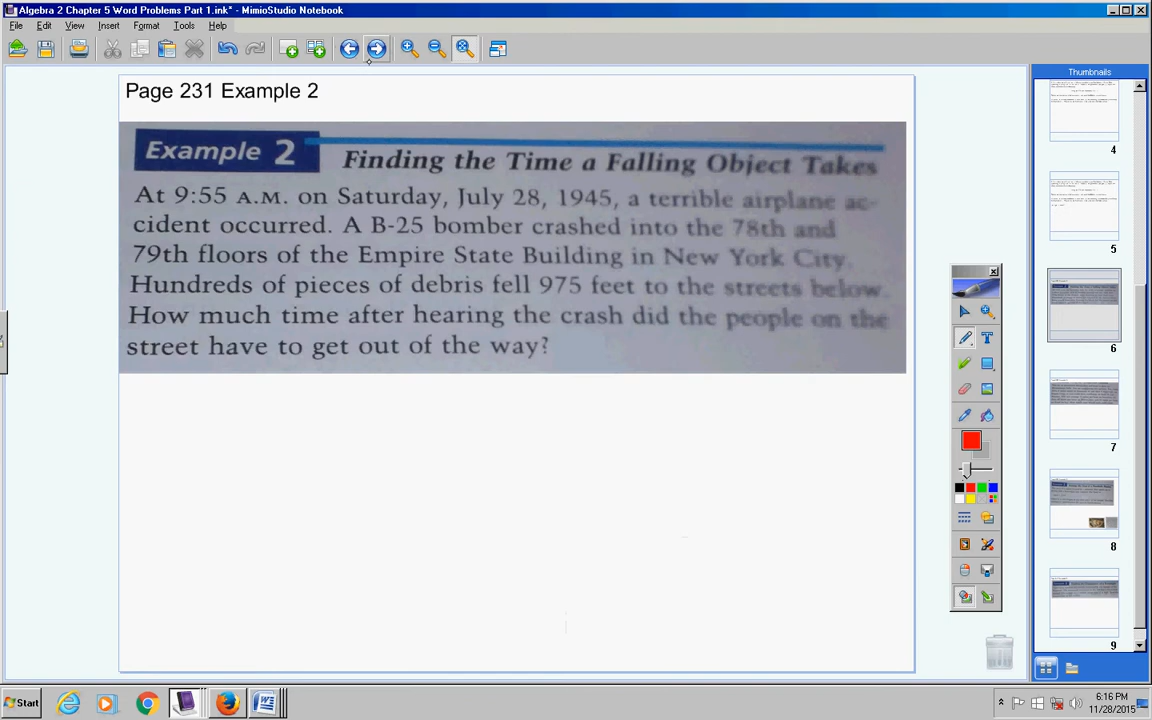 Algebra 2 Chapter 5 Word Problems Part 1.ink* - MimioStudio Notebook
File Edit View Insert Format Tools Help
Thumbnails
Page 231 Example 2
Example 2
Finding the Time a Falling Object Takes
At 9:55 A.M. on Saturday, July 28, 1945, a terrible airplane ac-
cident occurred. A B-25 bomber crashed into the 78th and
79th floors of the Empire State Building in New York City.
Hundreds of pieces of debris fell 975 feet to the streets below.
How much time after hearing the crash did the people on the
street have to get out of the way?
4
5
6
7
8
9
T
Start
6:16 PM
11/28/2015